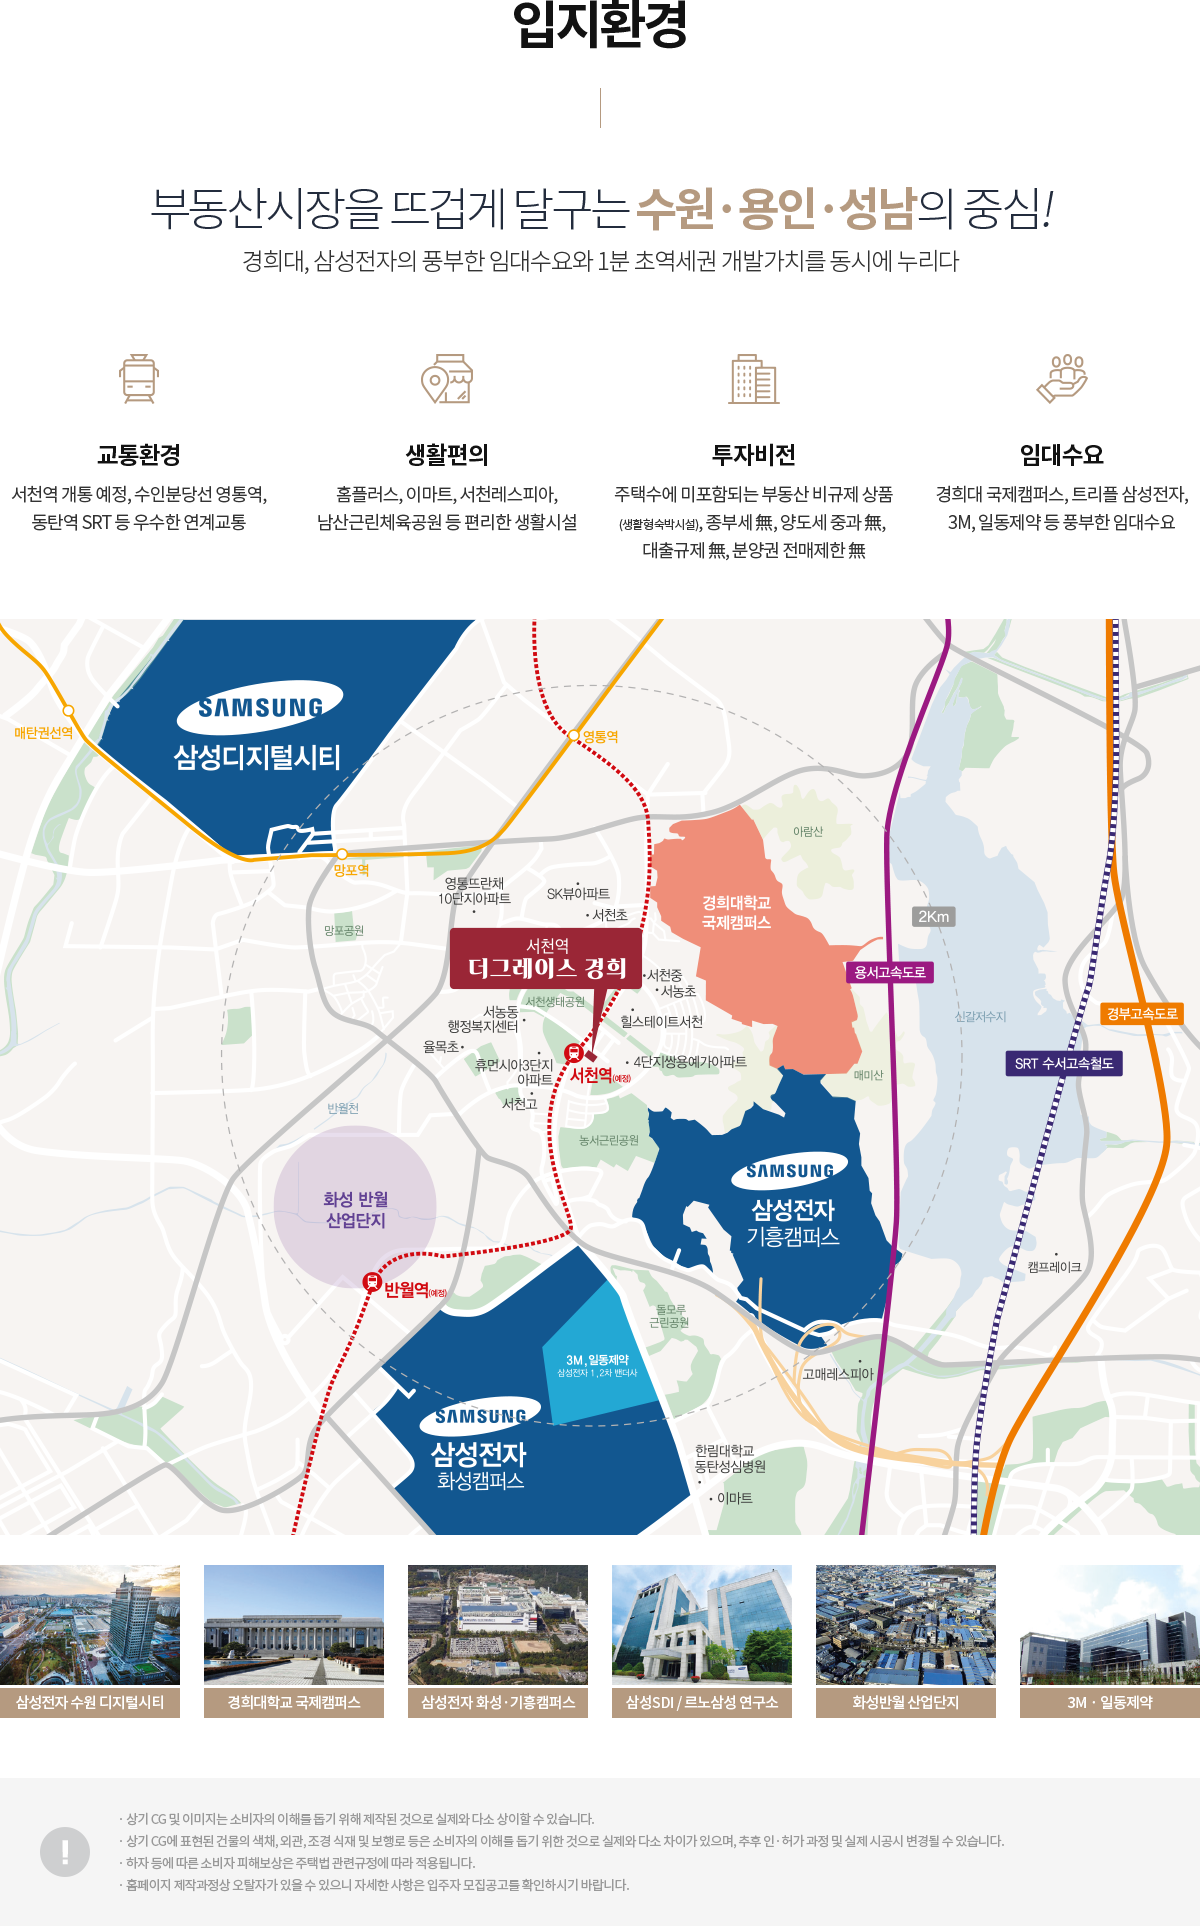 입지환경
부동산시장을 뜨겁게 달구는 수원·용인·성남의 중심!
경희대, 삼성전자의 풍부한 임대수요와 1분 초역세권 개발가치를 동시에 누리다
교통환경
서천역 개통 예정, 수인분당선 영통역,
동탄역 SRT 등 우수한 연계교통
생활편의
홈플러스, 이마트, 서천레스피아,
남산근린체육공원 등 편리한 생활시설
투자비전
주택수에 미포함되는 부동산 비규제 상품
(생활형숙박시설), 종부세 無, 양도세 중과 無,
대출규제 無, 분양권 전매제한 無
임대수요
경희대 국제캠퍼스, 트리플 삼성전자,
3M, 일동제약 등 풍부한 임대수요
SAMSUNG
삼성디지털시티
매탄권선역
영통역
망포역
아람산
영통뜨란채
10단지아파트
SK뷰아파트
서천초
경희대학교
국제캠퍼스
2Km
망포공원
서천역
더그레이스 경희
용서고속도로
서천중
서농초
서천생태공원
서농동
행정복지센터
힐스테이트서천
신갈저수지
경부고속도로
율목초
휴먼시아3단지
아파트
서천역(예정)
4단지쌍용예가아파트
매미산
SRT 수서고속철도
서천고
반월천
농서근린공원
SAMSUNG
삼성전자
기흥캠퍼스
화성 반월
산업단지
캠프레이크
반월역(예정)
돌모루
근린공원
3M, 일동제약
삼성전자 1, 2차 밴더사
고매레스피아
SAMSUNG
삼성전자
화성캠퍼스
한림대학교
동탄성심병원
이마트
삼성전자 수원 디지털시티
경희대학교 국제캠퍼스
삼성전자 화성·기흥캠퍼스
삼성SDI / 르노삼성 연구소
화성반월 산업단지
3M · 일동제약
· 상기 CG 및 이미지는 소비자의 이해를 돕기 위해 제작된 것으로 실제와 다소 상이할 수 있습니다.
· 상기 CG에 표현된 건물의 색채, 외관, 조경 식재 및 보행로 등은 소비자의 이해를 돕기 위한 것으로 실제와 다소 차이가 있으며, 추후 인·허가 과정 및 실제 시공시 변경될 수 있습니다.
· 하자 등에 따른 소비자 피해보상은 주택법 관련규정에 따라 적용됩니다.
· 홈페이지 제작과정상 오탈자가 있을 수 있으니 자세한 사항은 입주자 모집공고를 확인하시기 바랍니다.